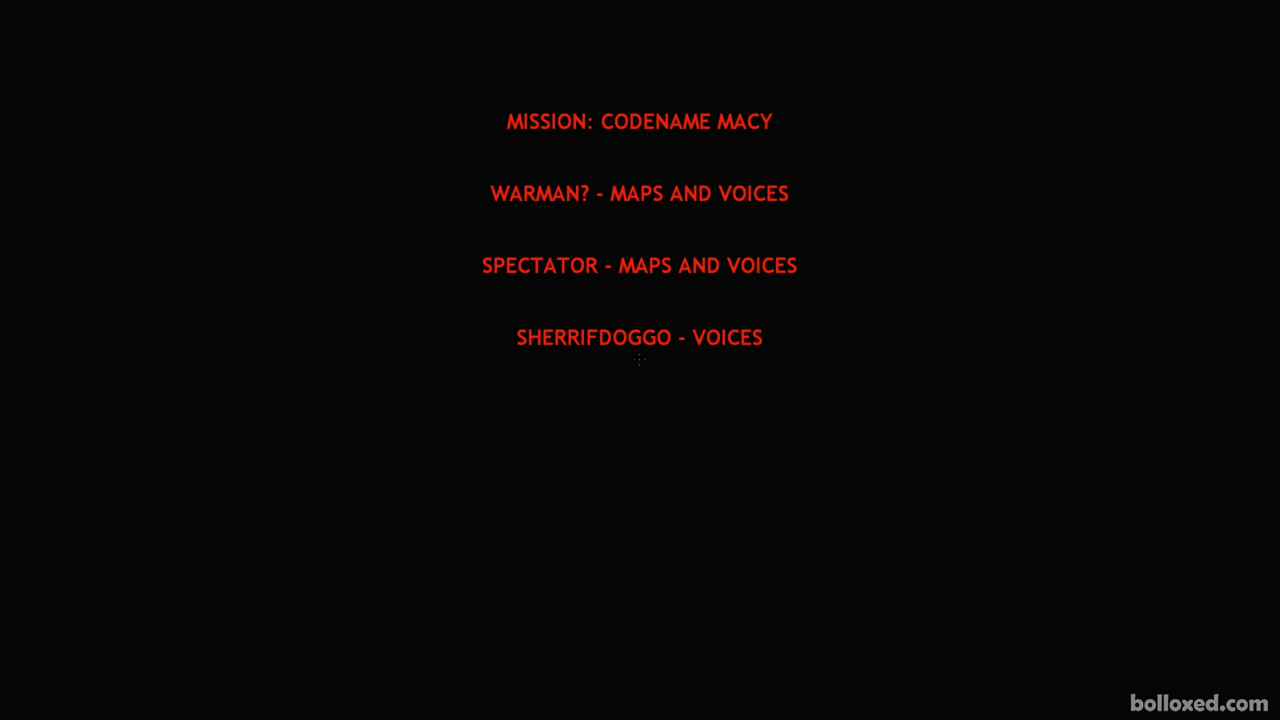 MISSION: CODENAME MACY
WARMAN? - MAPS AND VOICES
SPECTATOR - MAPS AND VOICES
SHERRIFDOGGO - VOICES
bolloxed.com